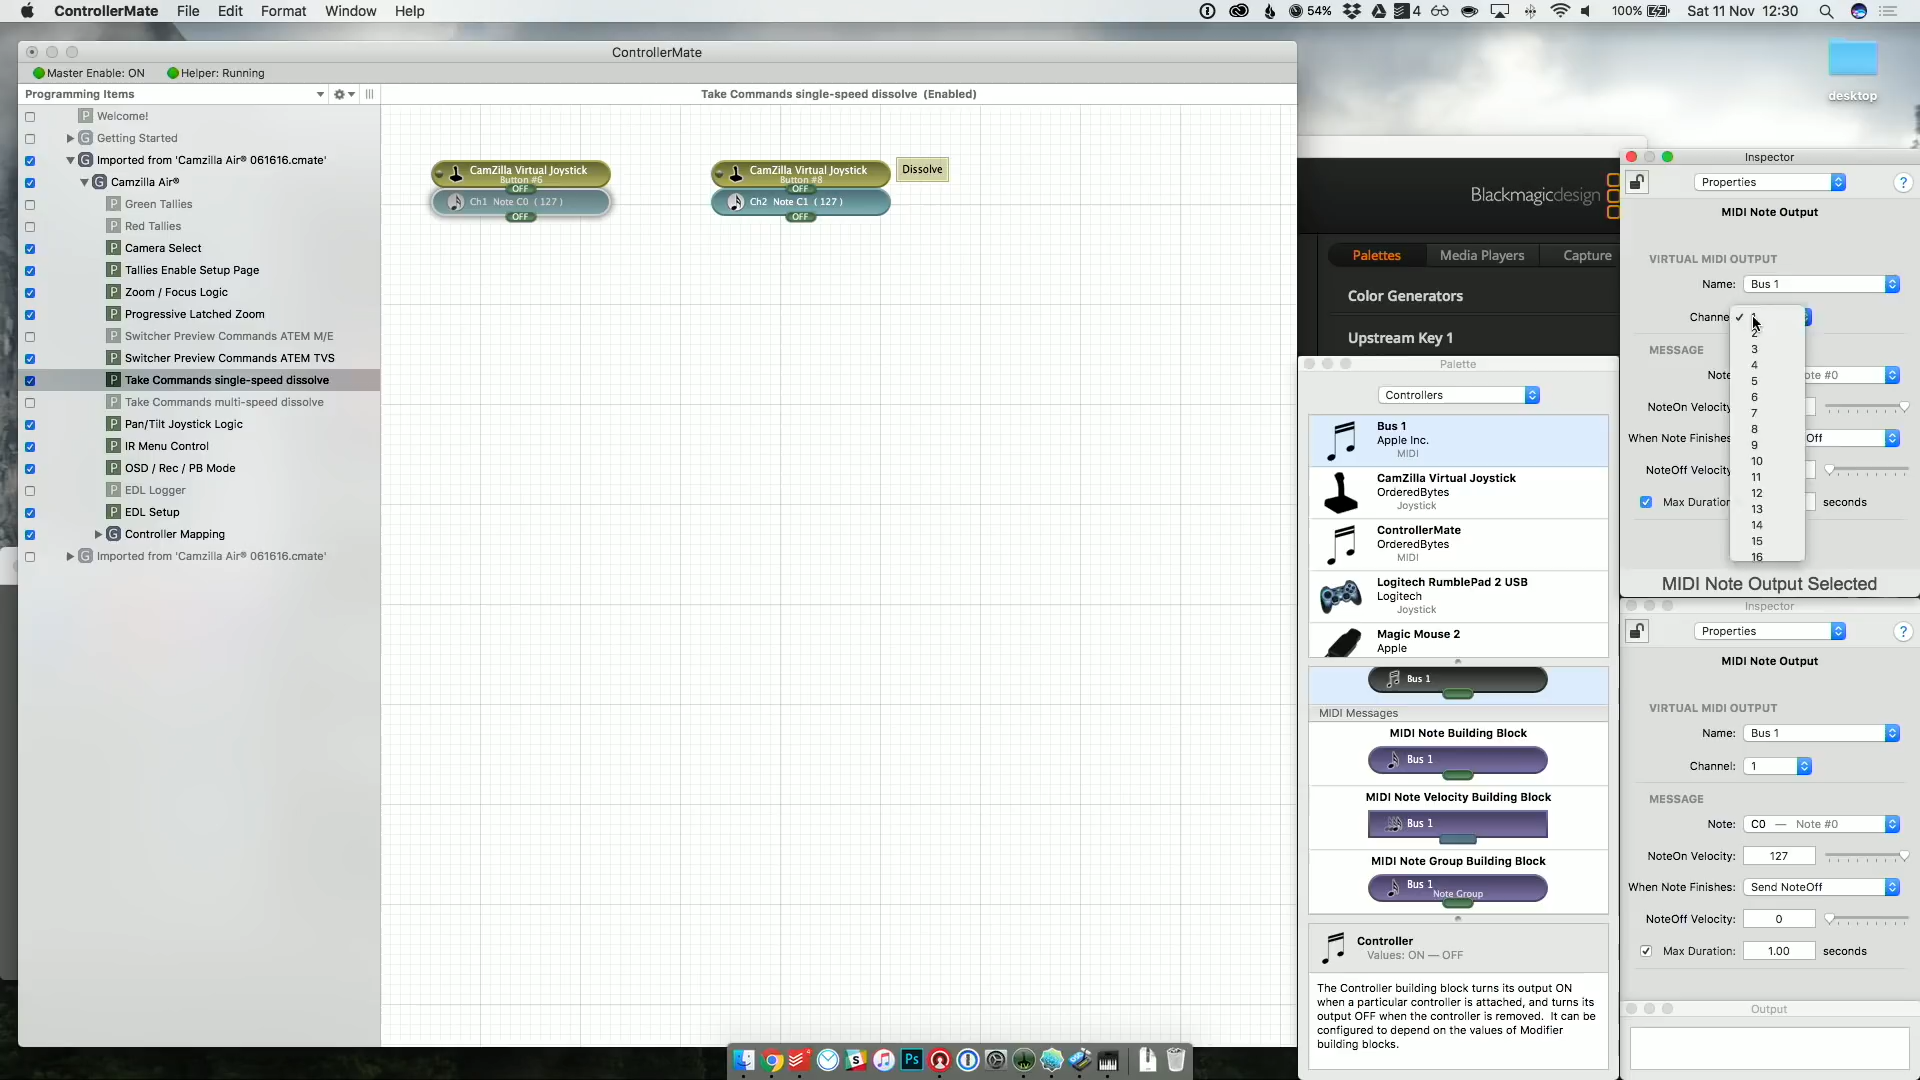 ControllerMate File Edit Format Window Help
54% 4 100% Sat 11 Nov 12:30
desktop
ControllerMate
Master Enable: ON Helper: Running
Programming Items
Take Commands single-speed dissolve (Enabled)
P Welcome!
G Getting Started
G Imported from 'Camzilla Air® 061616.cmate'
G Camzilla Air®
P Green Tallies
P Red Tallies
P Camera Select
P Tallies Enable Setup Page
P Zoom / Focus Logic
P Progressive Latched Zoom
P Switcher Preview Commands ATEM M/E
P Switcher Preview Commands ATEM TVS
P Take Commands single-speed dissolve
P Take Commands multi-speed dissolve
P Pan/Tilt Joystick Logic
P IR Menu Control
P OSD / Rec / PB Mode
P EDL Logger
P EDL Setup
G Controller Mapping
G Imported from 'Camzilla Air® 061616.cmate'
CamZilla Virtual Joystick
Button #6
OFF
Ch1 Note C0 ( 127 )
OFF
CamZilla Virtual Joystick
Button #8
OFF
Ch2 Note C1 ( 127 )
OFF
Dissolve
Blackmagicdesign
Palettes Media Players Capture
Color Generators
Upstream Key 1
Palette
Controllers
Bus 1
Apple Inc.
MIDI
CamZilla Virtual Joystick
OrderedBytes
Joystick
ControllerMate
OrderedBytes
MIDI
Logitech RumblePad 2 USB
Logitech
Joystick
Magic Mouse 2
Apple
Bus 1
MIDI Messages
MIDI Note Building Block
Bus 1
MIDI Note Velocity Building Block
Bus 1
MIDI Note Group Building Block
Bus 1
Note Group
Controller
Values: ON — OFF
The Controller building block turns its output ON
when a particular controller is attached, and turns its
output OFF when the controller is removed. It can be
configured to depend on the values of Modifier
building blocks.
Inspector
Properties ?
MIDI Note Output
VIRTUAL MIDI OUTPUT
Name: Bus 1
Channe ✓ 1
2
3
4
5
6
7
8
9
10
11
12
13
14
15
16
MESSAGE
Note ote #0
NoteOn Velocity
When Note Finishes Off
NoteOff Velocity
Max Duration seconds
MIDI Note Output Selected
Inspector
Properties ?
MIDI Note Output
VIRTUAL MIDI OUTPUT
Name: Bus 1
Channel: 1
MESSAGE
Note: C0 — Note #0
NoteOn Velocity: 127
When Note Finishes: Send NoteOff
NoteOff Velocity: 0
Max Duration: 1.00 seconds
Output
Ps